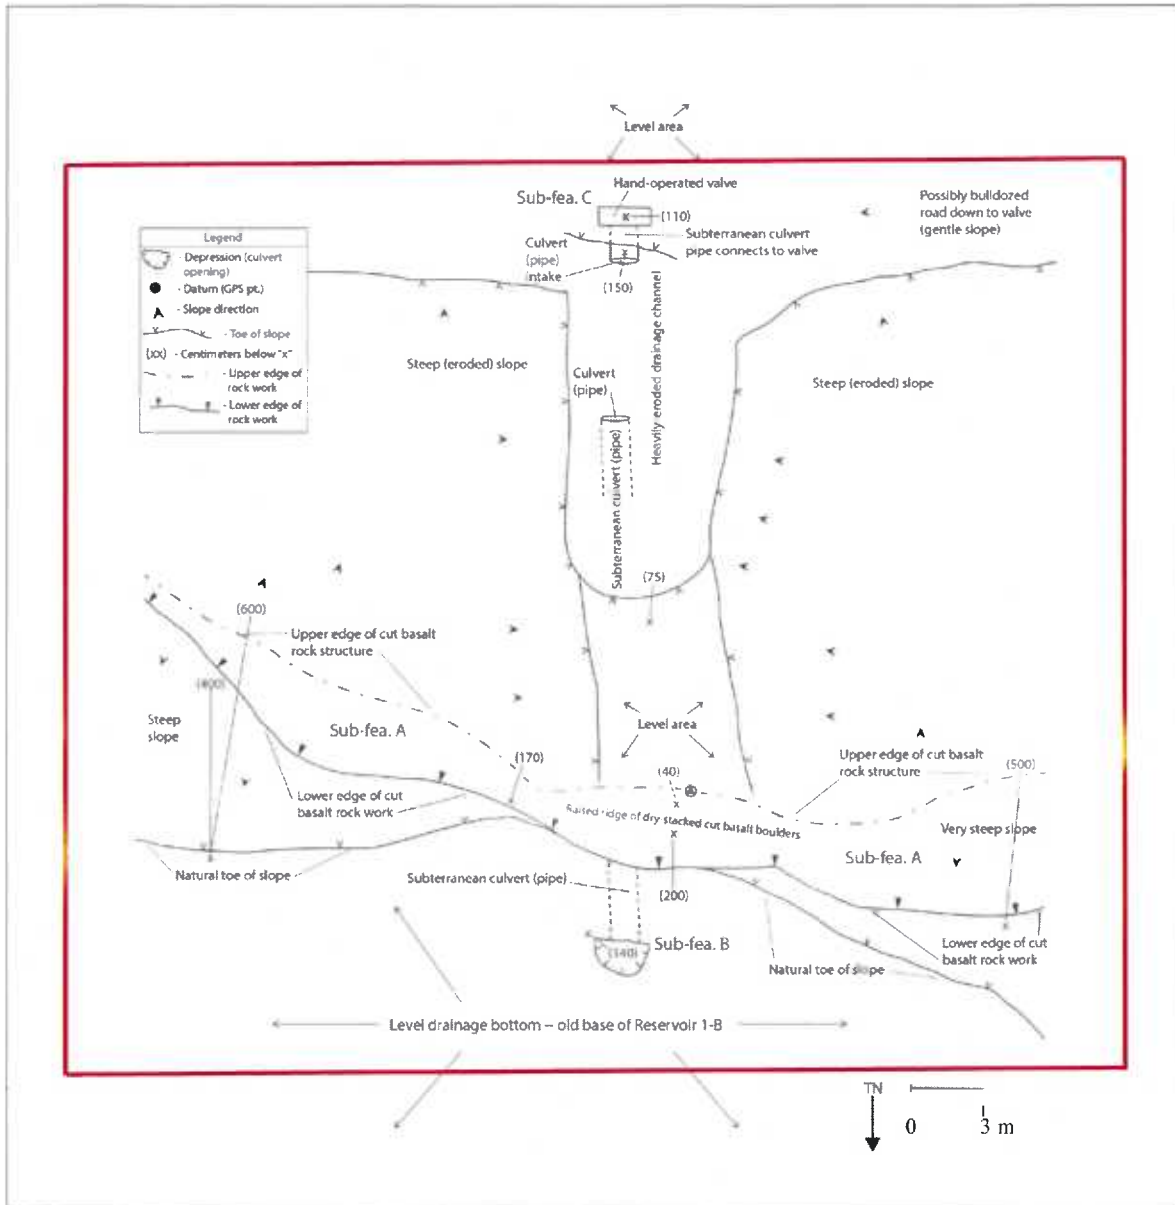 Level area
Hand-operated valve
Sub-fea. C
(110)
Possibly bulldozed
road down to valve
(gentle slope)
Subterranean culvert
pipe connects to valve
Culvert
(pipe)
intake
(150)
Legend
- Depression (culvert
opening)
- Datum (GPS pt.)
- Slope direction
- Toe of slope
(XX) - Centimeters below "x"
- Upper edge of
rock work
- Lower edge of
rock work
Heavily eroded drainage channel
Steep (eroded) slope
Culvert
(pipe)
Steep (eroded) slope
Subterranean culvert (pipe)
(75)
(600)
Upper edge of cut basalt
rock structure
(400)
Steep
slope
Sub-fea. A
Level area
(170)
(40)
Upper edge of cut basalt
rock structure
(500)
Lower edge of cut
basalt rock work
Raised ridge of dry stacked cut basalt boulders
Very steep slope
Sub-fea. A
Natural toe of slope
Subterranean culvert (pipe)
(200)
Sub-fea. B
(140)
Lower edge of cut
basalt rock work
Natural toe of slope
Level drainage bottom – old base of Reservoir 1-B
TN
0 3 m